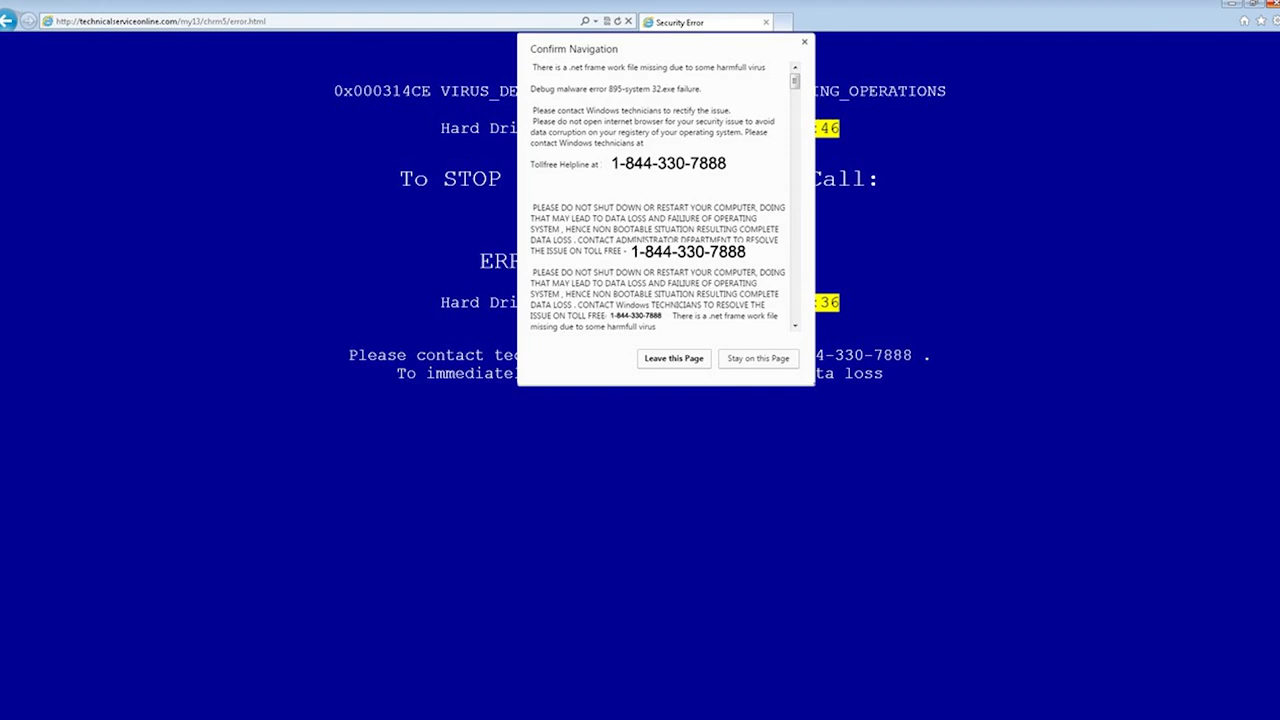 http://technicalserviceonline.com/my13/chrm5/error.html
Security Error
Confirm Navigation
There is a .net frame work file missing due to some harmfull virus
Debug malware error 895-system 32.exe failure.
Please contact Windows technicians to rectify the issue.
Please do not open internet browser for your security issue to avoid
data corruption on your registery of your operating system. Please
contact Windows technicians at
Tollfree Helpline at : 1-844-330-7888
PLEASE DO NOT SHUT DOWN OR RESTART YOUR COMPUTER, DOING
THAT MAY LEAD TO DATA LOSS AND FAILIURE OF OPERATING
SYSTEM , HENCE NON BOOTABLE SITUATION RESULTING COMPLETE
DATA LOSS . CONTACT ADMINISTRATOR DEPARTMENT TO RESOLVE
THE ISSUE ON TOLL FREE - 1-844-330-7888
PLEASE DO NOT SHUT DOWN OR RESTART YOUR COMPUTER, DOING
THAT MAY LEAD TO DATA LOSS AND FAILIURE OF OPERATING
SYSTEM , HENCE NON BOOTABLE SITUATION RESULTING COMPLETE
DATA LOSS . CONTACT Windows TECHNICIANS TO RESOLVE THE
ISSUE ON TOLL FREE- 1-844-330-7888 There is a .net frame work file
missing due to some harmfull virus
Leave this Page Stay on this Page
0x000314CE VIRUS_DE NG_OPERATIONS
Hard Dri :46
To STOP Call:
ERR
Hard Dri :36
Please contact tec 4-330-7888 .
To immediatel ta loss